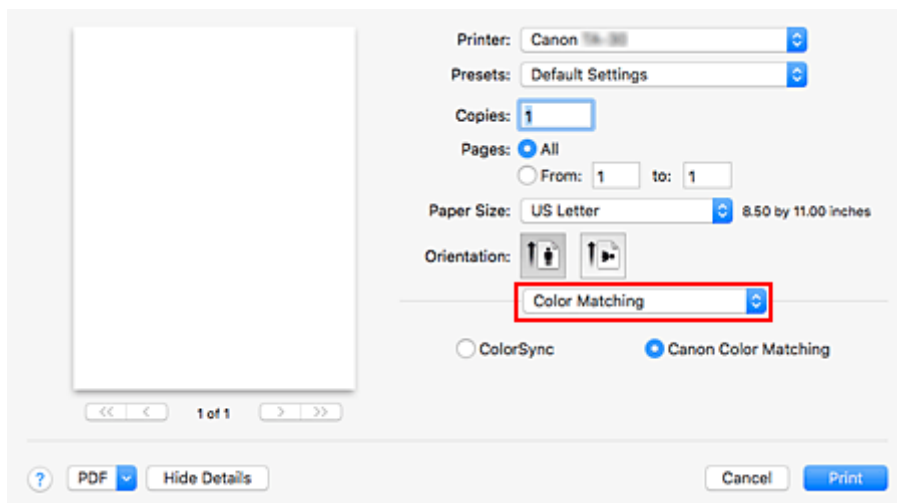 Printer: Canon
Presets: Default Settings
Copies: 1
Pages: All
From: 1 to: 1
Paper Size: US Letter 8.50 by 11.00 inches
Orientation:
Color Matching
ColorSync Canon Color Matching
<< < 1 of 1 > >>
? PDF Hide Details Cancel Print